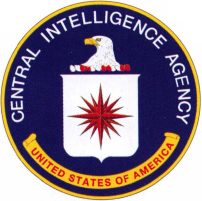 CENTRAL INTELLIGENCE AGENCY
UNITED STATES OF AMERICA